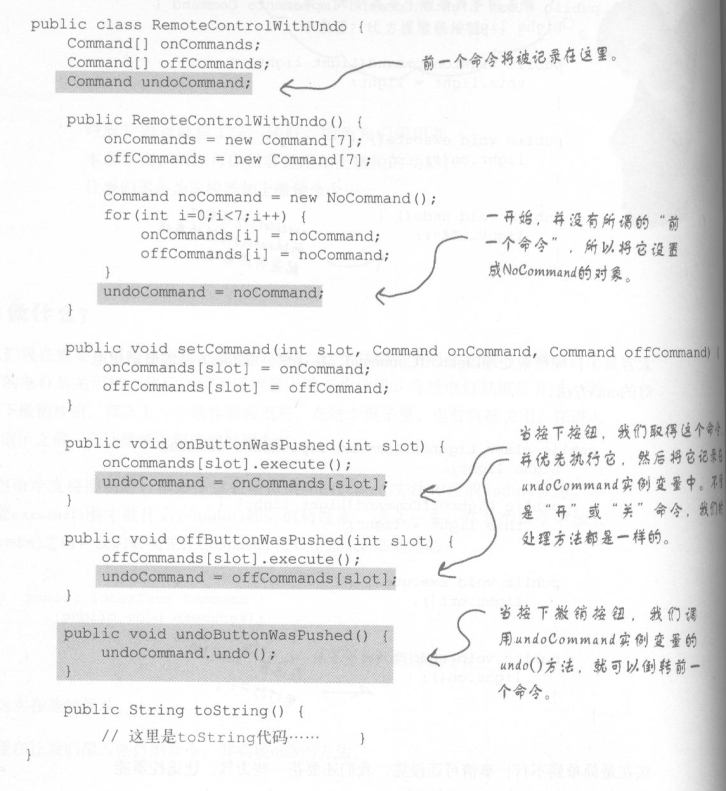 public class RemoteControlWithUndo {
Command[] onCommands;
Command[] offCommands;
Command undoCommand;
前一个命令将被记录在这里。
public RemoteControlWithUndo() {
onCommands = new Command[7];
offCommands = new Command[7];
Command noCommand = new NoCommand();
for(int i=0;i<7;i++) {
onCommands[i] = noCommand;
offCommands[i] = noCommand;
}
undoCommand = noCommand;
}
一开始，并没有所谓的“前
一个命令”，所以将它设置
成NoCommand的对象。
public void setCommand(int slot, Command onCommand, Command offCommand) {
onCommands[slot] = onCommand;
offCommands[slot] = offCommand;
}
public void onButtonWasPushed(int slot) {
onCommands[slot].execute();
undoCommand = onCommands[slot];
}
public void offButtonWasPushed(int slot) {
offCommands[slot].execute();
undoCommand = offCommands[slot];
}
当按下按钮，我们取得这个命令
并优先执行它，然后将它记录在
undoCommand实例变量中。不管
是“开”或“关”命令，我们的
处理方法都是一样的。
public void undoButtonWasPushed() {
undoCommand.undo();
}
当按下撤销按钮，我们调
用undoCommand实例变量的
undo()方法，就可以倒转前一
个命令。
public String toString() {
// 这里是toString代码…… }
}